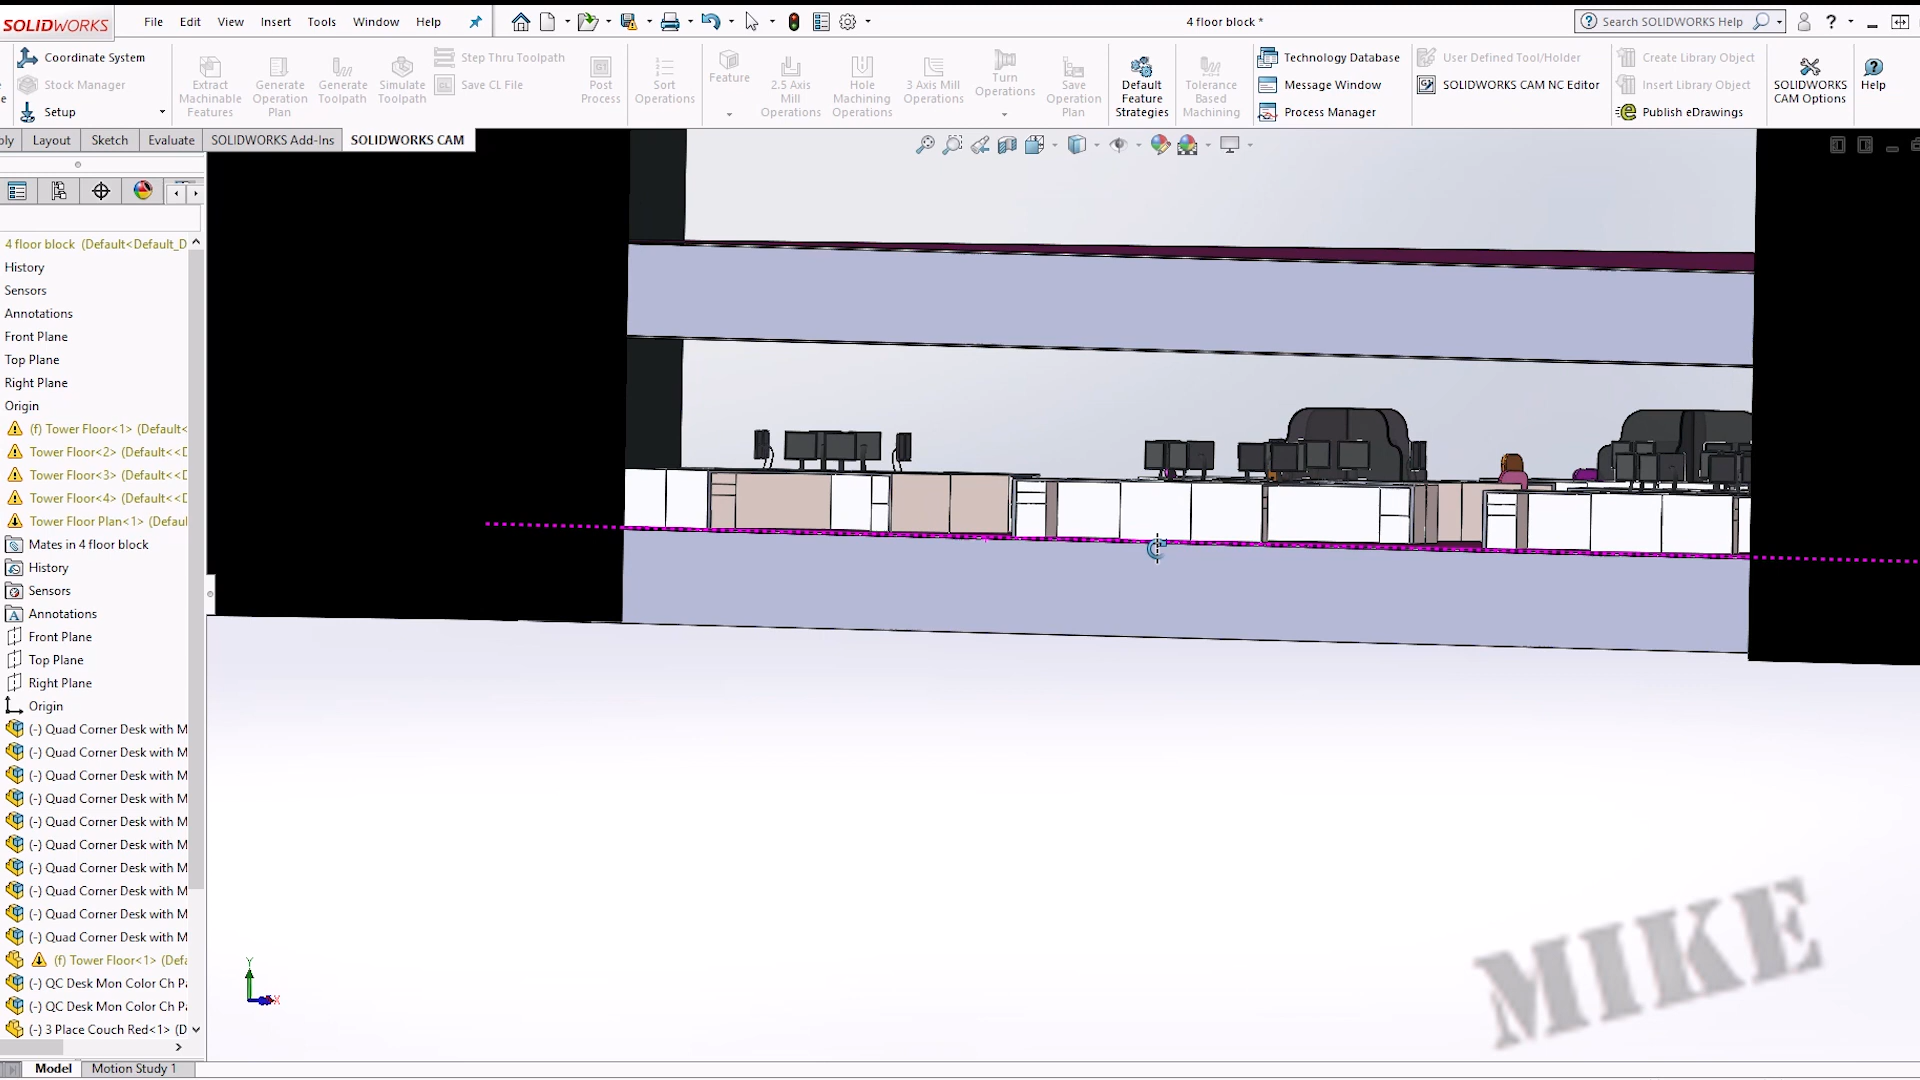 SOLIDWORKS File Edit View Insert Tools Window Help 4 floor block * Search SOLIDWORKS Help ?
Coordinate System
Stock Manager
Setup
Extract Machinable Features
Generate Operation Plan
Generate Toolpath
Simulate Toolpath
Step Thru Toolpath
Save CL File
Post Process
Sort Operations
Feature
2.5 Axis Mill Operations
Hole Machining Operations
3 Axis Mill Operations
Turn Operations
Save Operation Plan
Default Feature Strategies
Tolerance Based Machining
Technology Database
Message Window
Process Manager
User Defined Tool/Holder
SOLIDWORKS CAM NC Editor
Create Library Object
Insert Library Object
Publish eDrawings
SOLIDWORKS CAM Options
Help
bly Layout Sketch Evaluate SOLIDWORKS Add-Ins SOLIDWORKS CAM
4 floor block (Default<Default_D
History
Sensors
Annotations
Front Plane
Top Plane
Right Plane
Origin
(f) Tower Floor<1> (Default<
Tower Floor<2> (Default<<D
Tower Floor<3> (Default<<D
Tower Floor<4> (Default<<D
Tower Floor Plan<1> (Defaul
Mates in 4 floor block
History
Sensors
Annotations
Front Plane
Top Plane
Right Plane
Origin
(-) Quad Corner Desk with M
(-) Quad Corner Desk with M
(-) Quad Corner Desk with M
(-) Quad Corner Desk with M
(-) Quad Corner Desk with M
(-) Quad Corner Desk with M
(-) Quad Corner Desk with M
(-) Quad Corner Desk with M
(-) Quad Corner Desk with M
(-) Quad Corner Desk with M
(f) Tower Floor<1> (Defa
(-) QC Desk Mon Color Ch Pa
(-) QC Desk Mon Color Ch Pa
(-) 3 Place Couch Red<1> (D
Y
X
MIKE
Model Motion Study 1